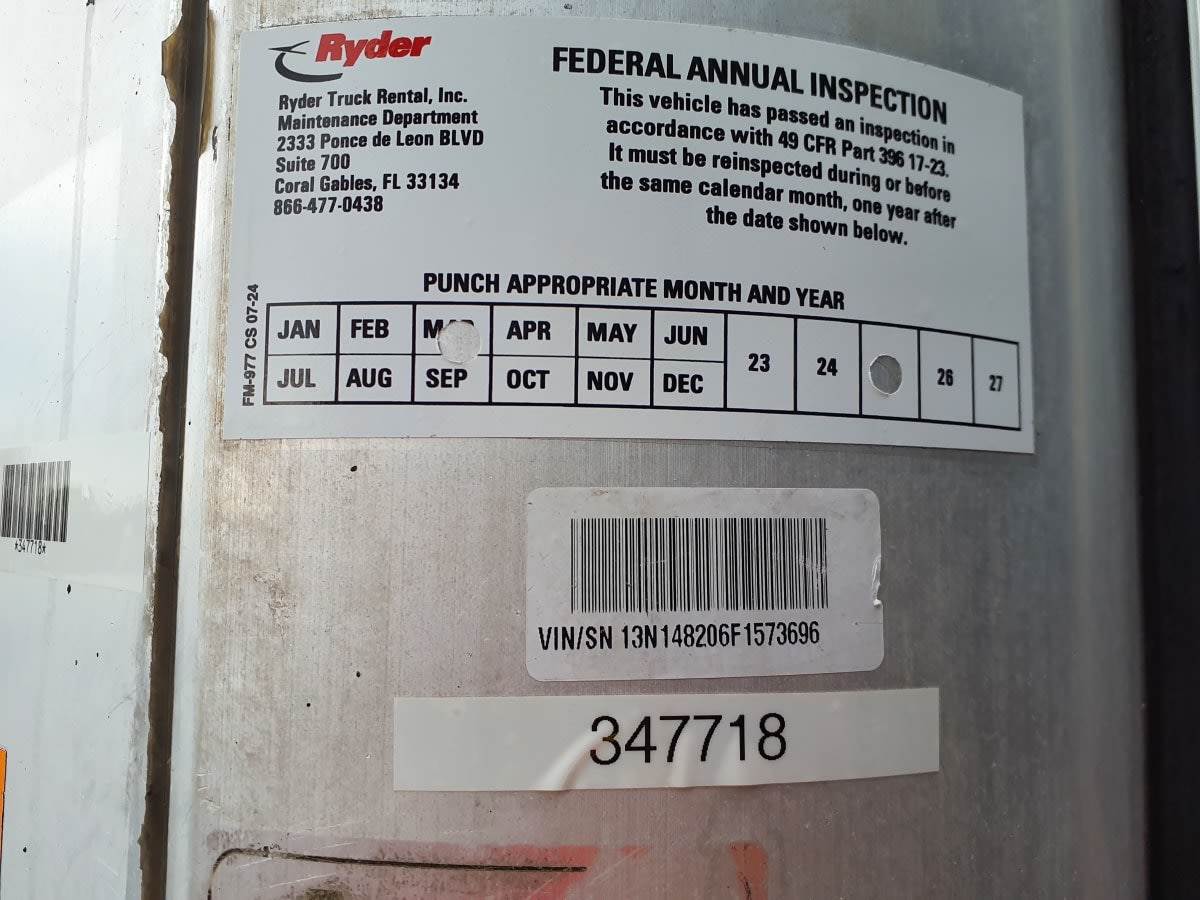 Ryder
Ryder Truck Rental, Inc.
Maintenance Department
2333 Ponce de Leon BLVD
Suite 700
Coral Gables, FL 33134
866-477-0438
FEDERAL ANNUAL INSPECTION
This vehicle has passed an inspection in
accordance with 49 CFR Part 396 17-23.
It must be reinspected during or before
the same calendar month, one year after
the date shown below.
PUNCH APPROPRIATE MONTH AND YEAR
FM-977 CS 07-24
JAN FEB MAR APR MAY JUN
JUL AUG SEP OCT NOV DEC
23 24 26 27
*347718*
VIN/SN 13N148206F1573696
347718